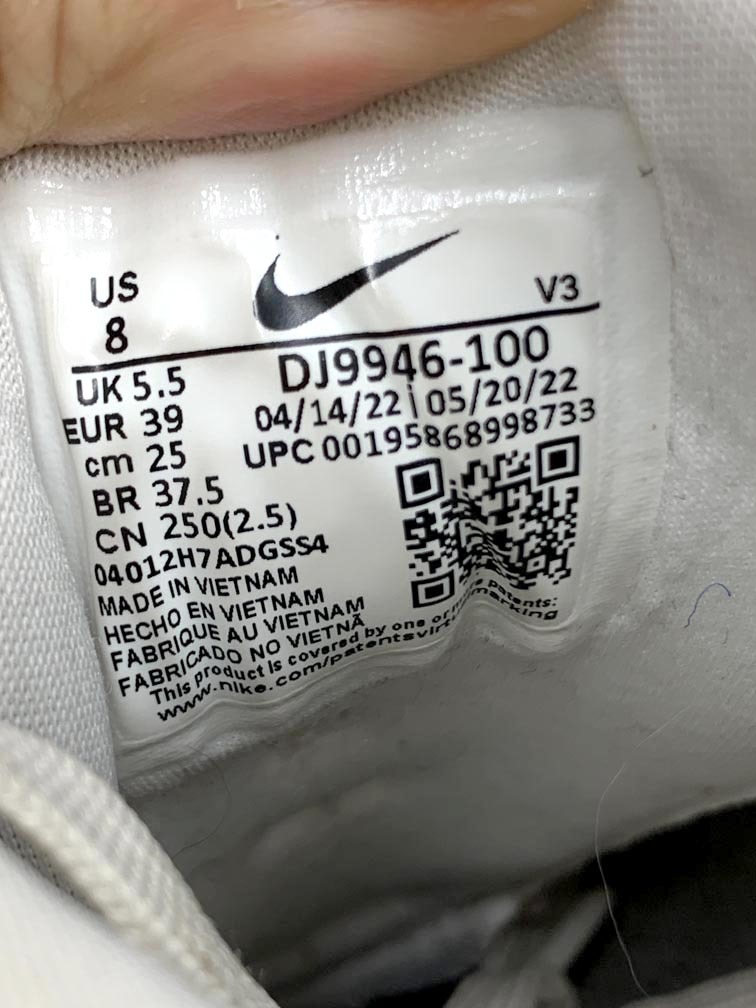 US
8
V3
UK 5.5
EUR 39
cm 25
BR 37.5
CN 250(2.5)
DJ9946-100
04/14/22 \ 05/20/22
UPC 00195868998733
04012H7ADGSS4
MADE IN VIETNAM
HECHO EN VIETNAM
FABRIQUE AU VIETNAM
FABRICADO NO VIETNÃ
This product is covered by one or more patents:
www.nike.com/patentsvirtualmarking